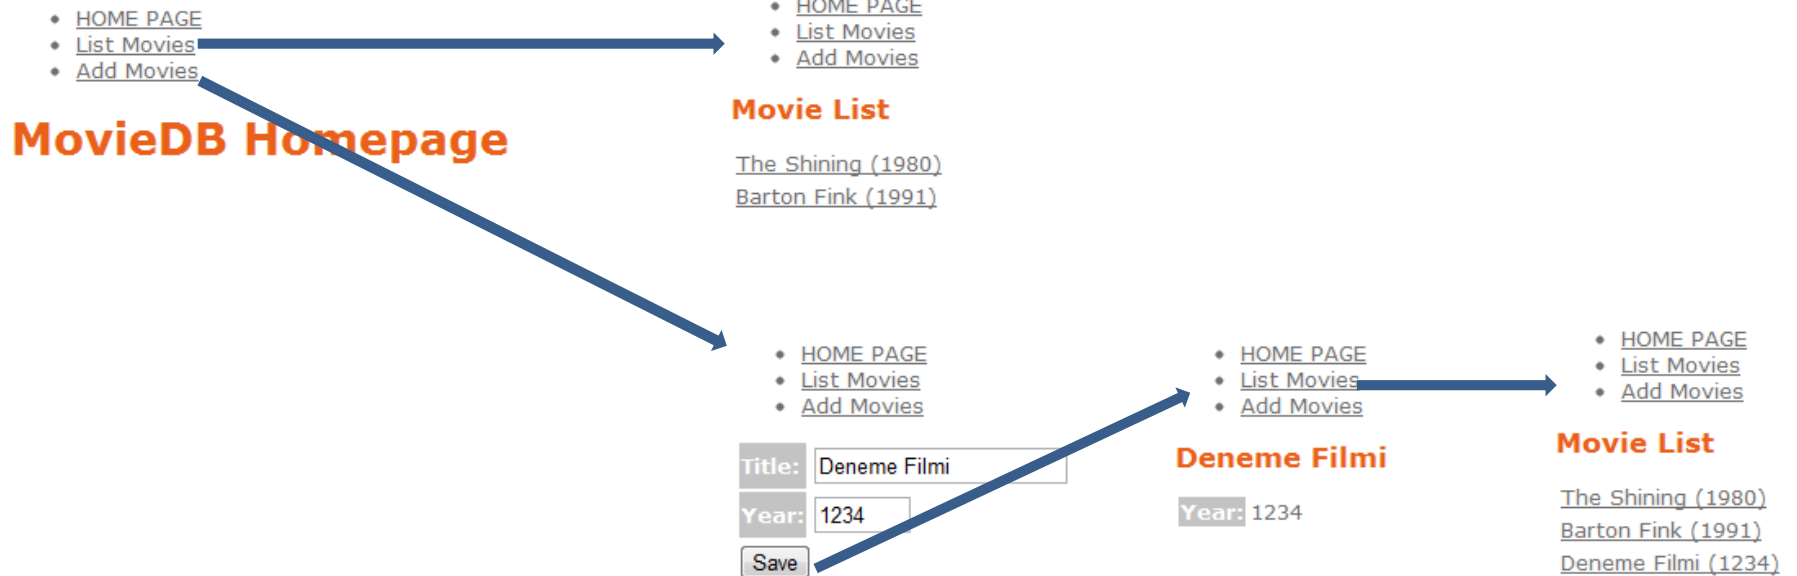 HOME PAGE
List Movies
Add Movies
MovieDB Homepage
HOME PAGE
List Movies
Add Movies
Movie List
The Shining (1980)
Barton Fink (1991)
HOME PAGE
List Movies
Add Movies
Title: Deneme Filmi
Year: 1234
Save
HOME PAGE
List Movies
Add Movies
Deneme Filmi
Year: 1234
HOME PAGE
List Movies
Add Movies
Movie List
The Shining (1980)
Barton Fink (1991)
Deneme Filmi (1234)